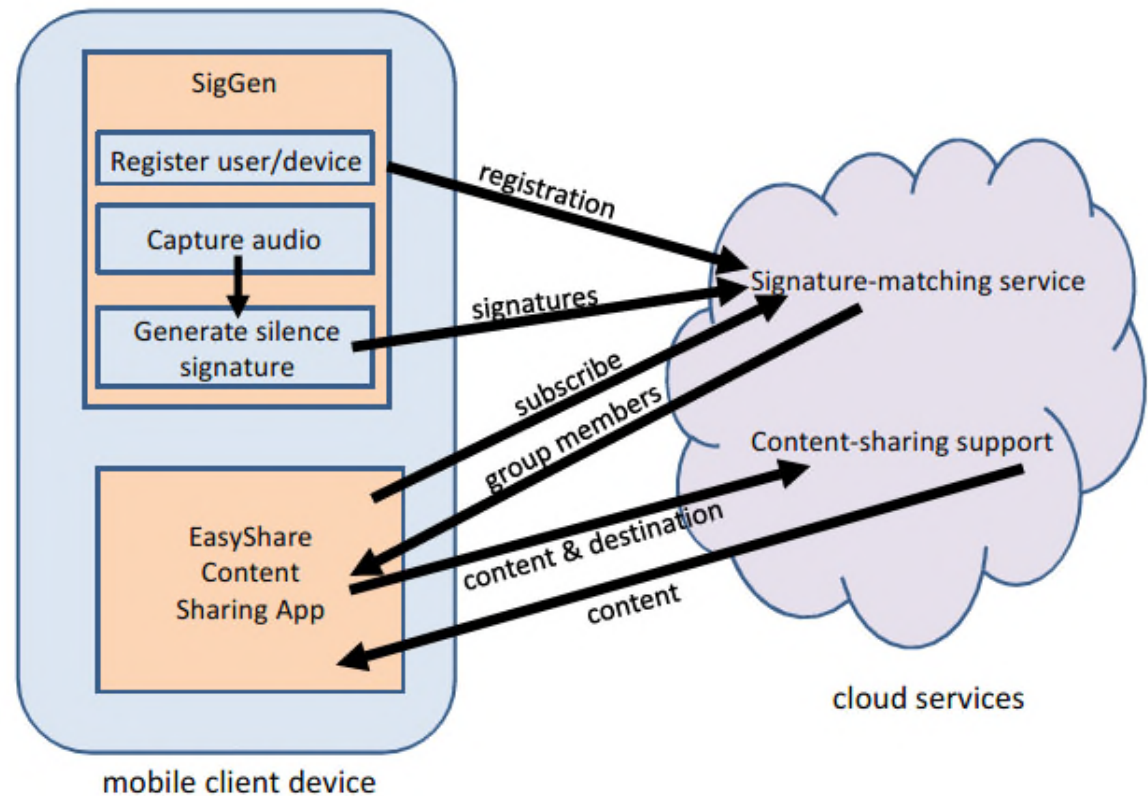 SigGen
Register user/device
Capture audio
Generate silence
signature
registration
signatures
subscribe
group members
content & destination
content
EasyShare
Content
Sharing App
Signature-matching service
Content-sharing support
cloud services
mobile client device